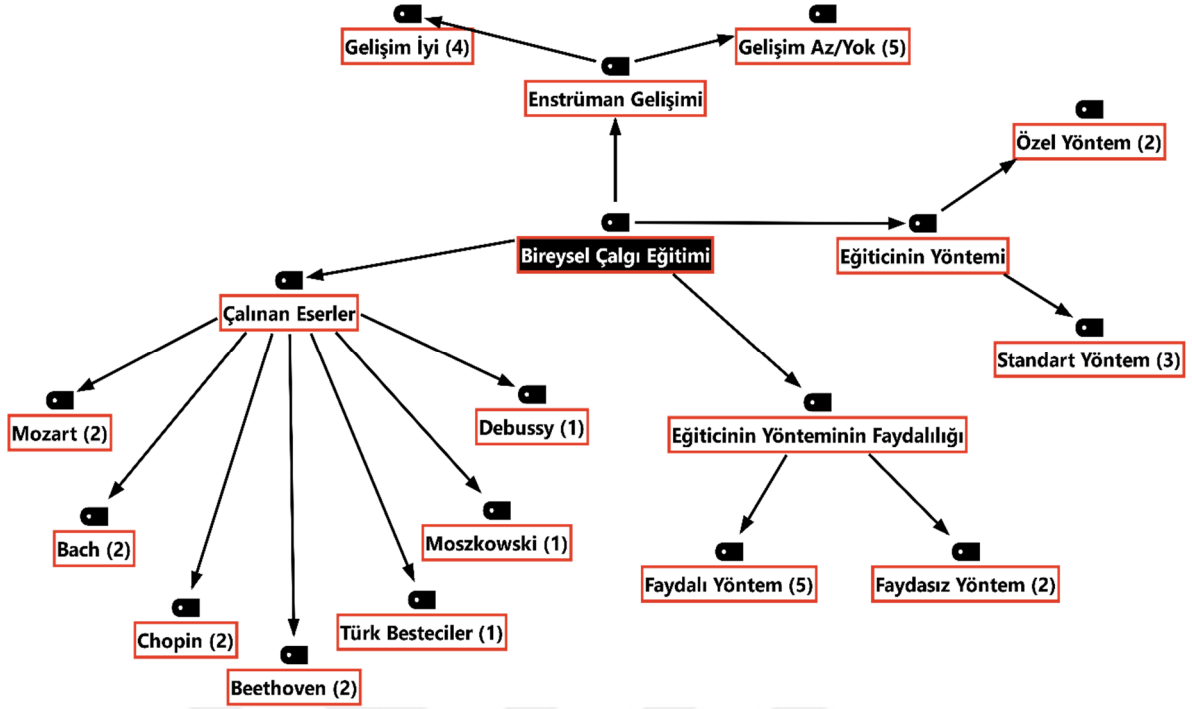 Gelişim İyi (4)
Gelişim Az/Yok (5)
Enstrüman Gelişimi
Özel Yöntem (2)
Bireysel Çalgı Eğitimi
Eğiticinin Yöntemi
Çalınan Eserler
Standart Yöntem (3)
Mozart (2)
Debussy (1)
Eğiticinin Yönteminin Faydalılığı
Bach (2)
Moszkowski (1)
Faydalı Yöntem (5)
Faydasız Yöntem (2)
Chopin (2)
Türk Besteciler (1)
Beethoven (2)